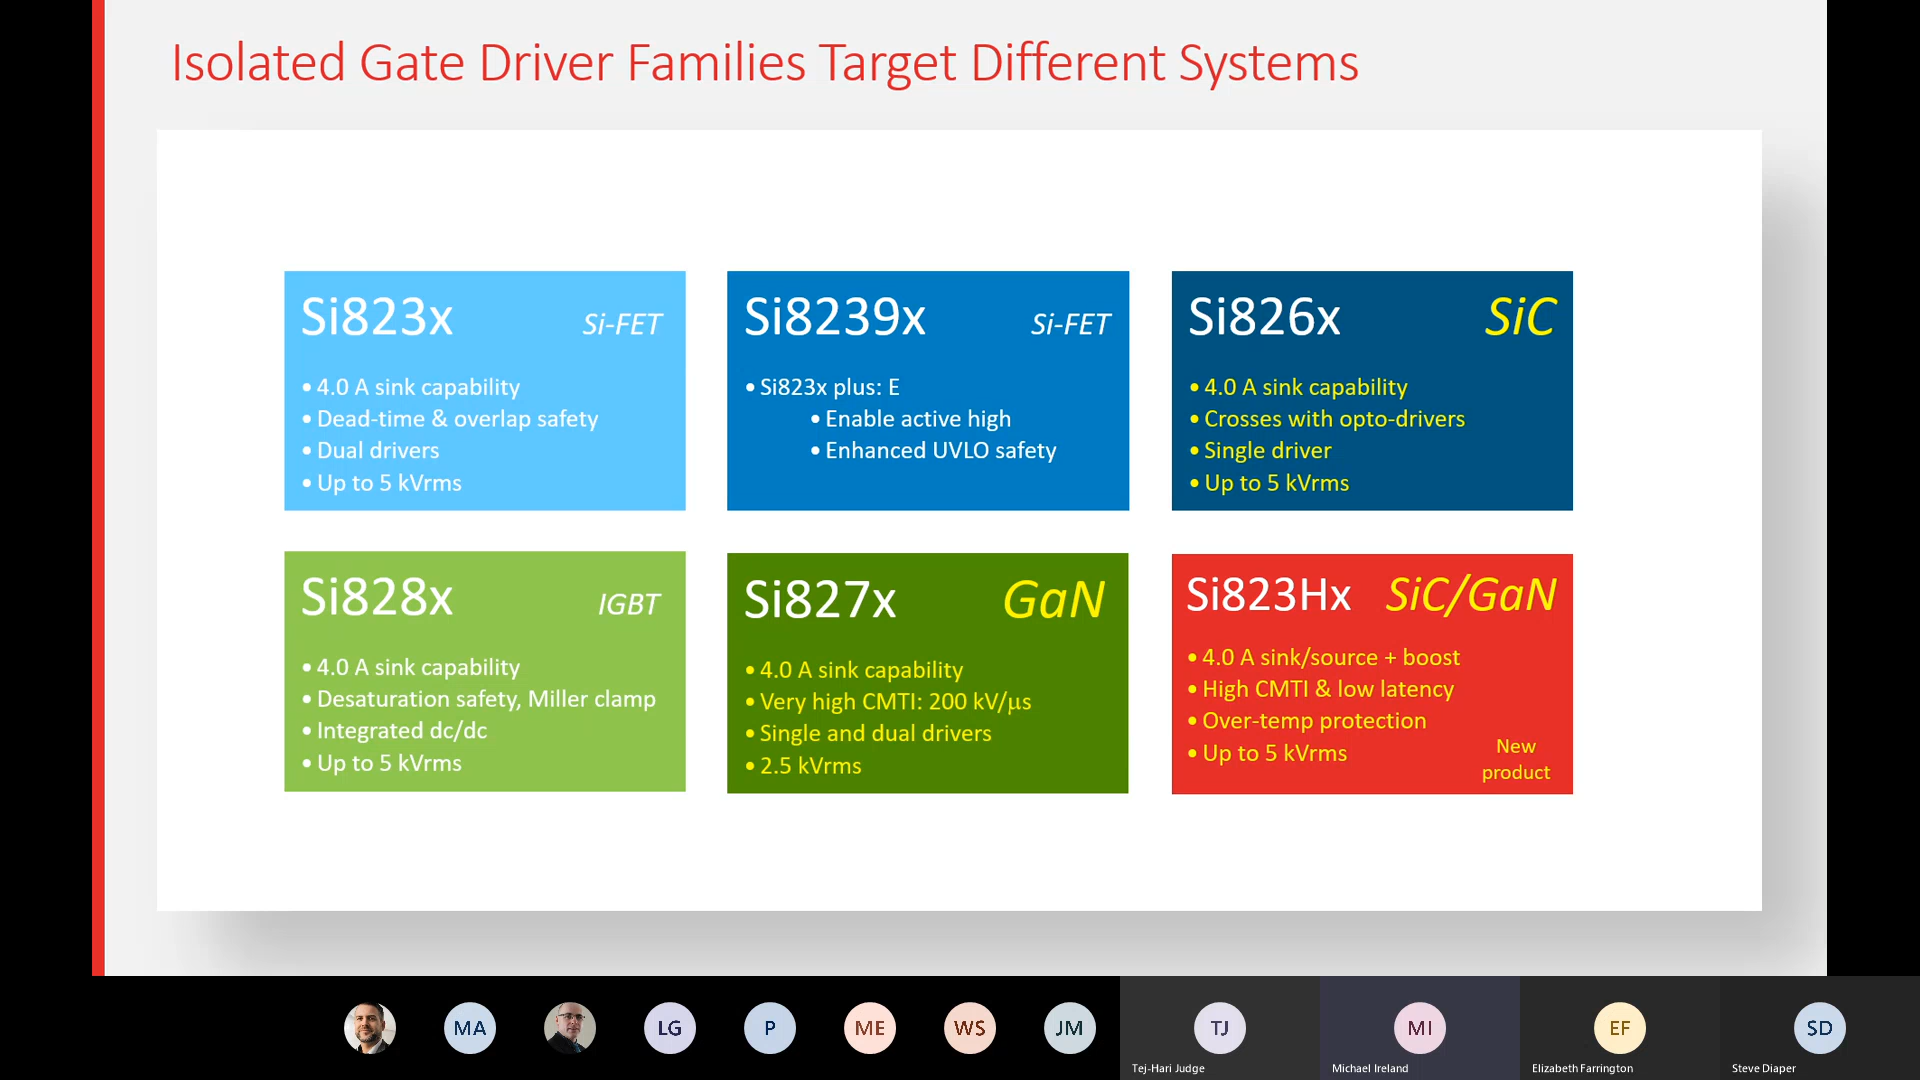 Isolated Gate Driver Families Target Different Systems
Si823x Si-FET
• 4.0 A sink capability
• Dead-time & overlap safety
• Dual drivers
• Up to 5 kVrms
Si8239x Si-FET
• Si823x plus: E
• Enable active high
• Enhanced UVLO safety
Si826x SiC
• 4.0 A sink capability
• Crosses with opto-drivers
• Single driver
• Up to 5 kVrms
Si828x IGBT
• 4.0 A sink capability
• Desaturation safety, Miller clamp
• Integrated dc/dc
• Up to 5 kVrms
Si827x GaN
• 4.0 A sink capability
• Very high CMTI: 200 kV/µs
• Single and dual drivers
• 2.5 kVrms
Si823Hx SiC/GaN
• 4.0 A sink/source + boost
• High CMTI & low latency
• Over-temp protection
• Up to 5 kVrms
New
product
MA
LG
P
ME
WS
JM
TJ
Tej-Hari Judge
MI
Michael Ireland
EF
Elizabeth Farrington
SD
Steve Diaper